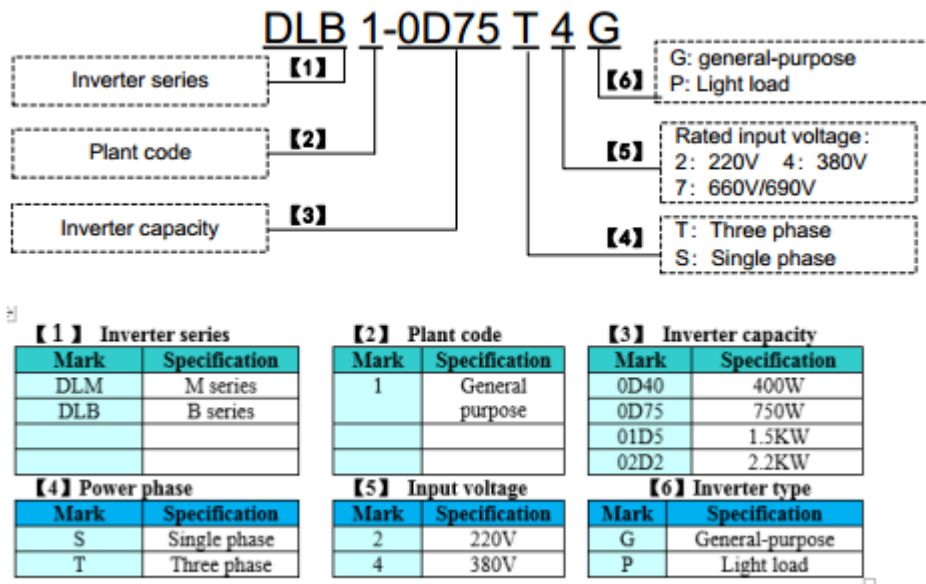 DLB 1-0D75 T 4 G
Inverter series
【1】
Plant code
【2】
Inverter capacity
【3】
【6】
G: general-purpose
P: Light load
【5】
Rated input voltage:
2: 220V 4: 380V
7: 660V/690V
【4】
T: Three phase
S: Single phase
【1】 Inverter series
Mark Specification
DLM M series
DLB B series
【2】 Plant code
Mark Specification
1 General
purpose
【3】 Inverter capacity
Mark Specification
0D40 400W
0D75 750W
01D5 1.5KW
02D2 2.2KW
【4】Power phase
Mark Specification
S Single phase
T Three phase
【5】 Input voltage
Mark Specification
2 220V
4 380V
【6】Inverter type
Mark Specification
G General-purpose
P Light load